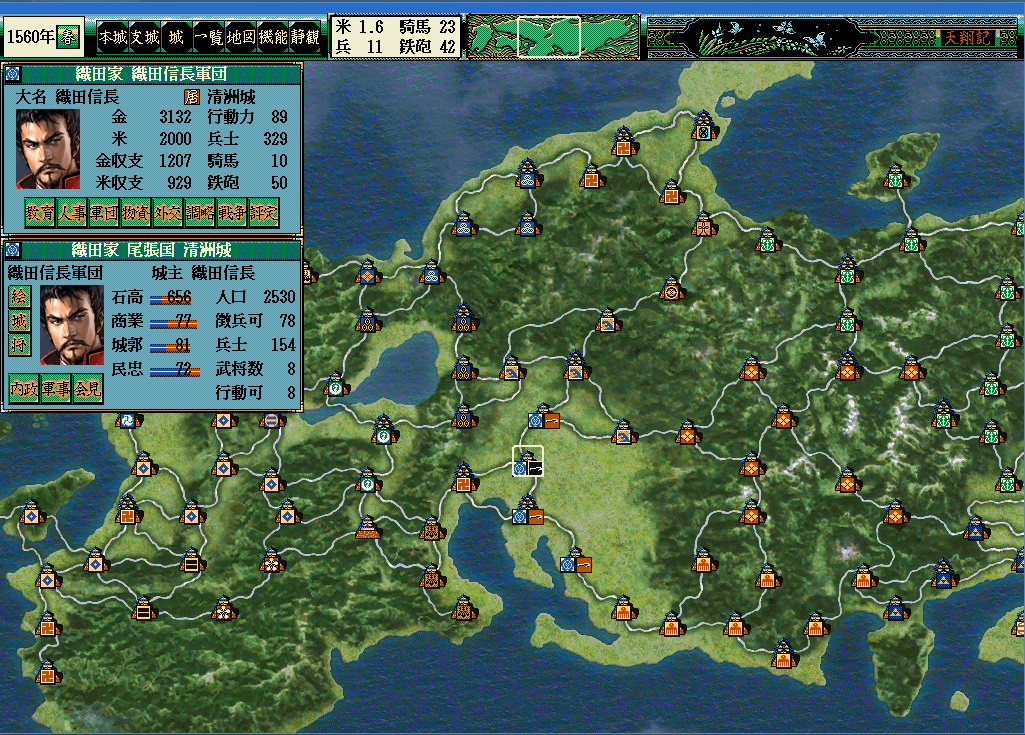 1560年 春
本城 支城 城 一覧 地図 機能 静観
米 1.6 騎馬 23
兵 11 鉄砲 42
天翔記
織田家 織田信長軍団
大名 織田信長 居 清洲城
金 3132 行動力 89
米 2000 兵士 329
金収支 1207 騎馬 10
米収支 929 鉄砲 50
教育 人事 軍団 物資 外交 調略 戦争 評定
織田家 尾張国 清洲城
織田信長軍団 城主 織田信長
絵 石高 656 人口 2530
城 商業 77 徴兵可 78
将 城郭 81 兵士 154
民忠 72 武将数 8
内政 軍事 会見 行動可 8